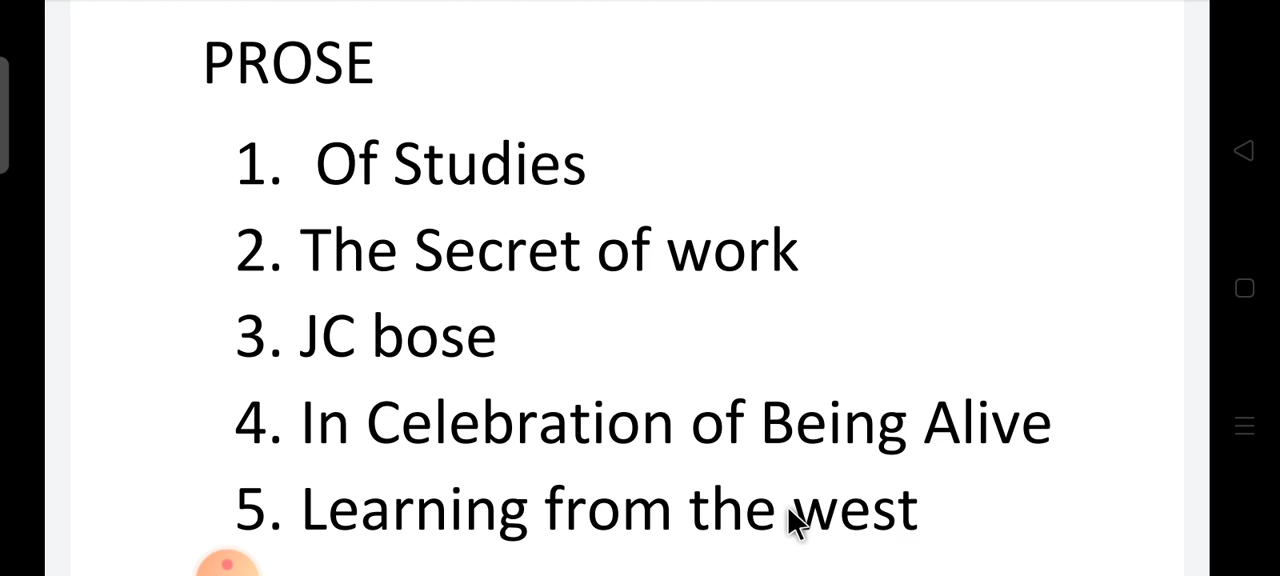 PROSE
1. Of Studies
2. The Secret of work
3. JC bose
4. In Celebration of Being Alive
5. Learning from the west